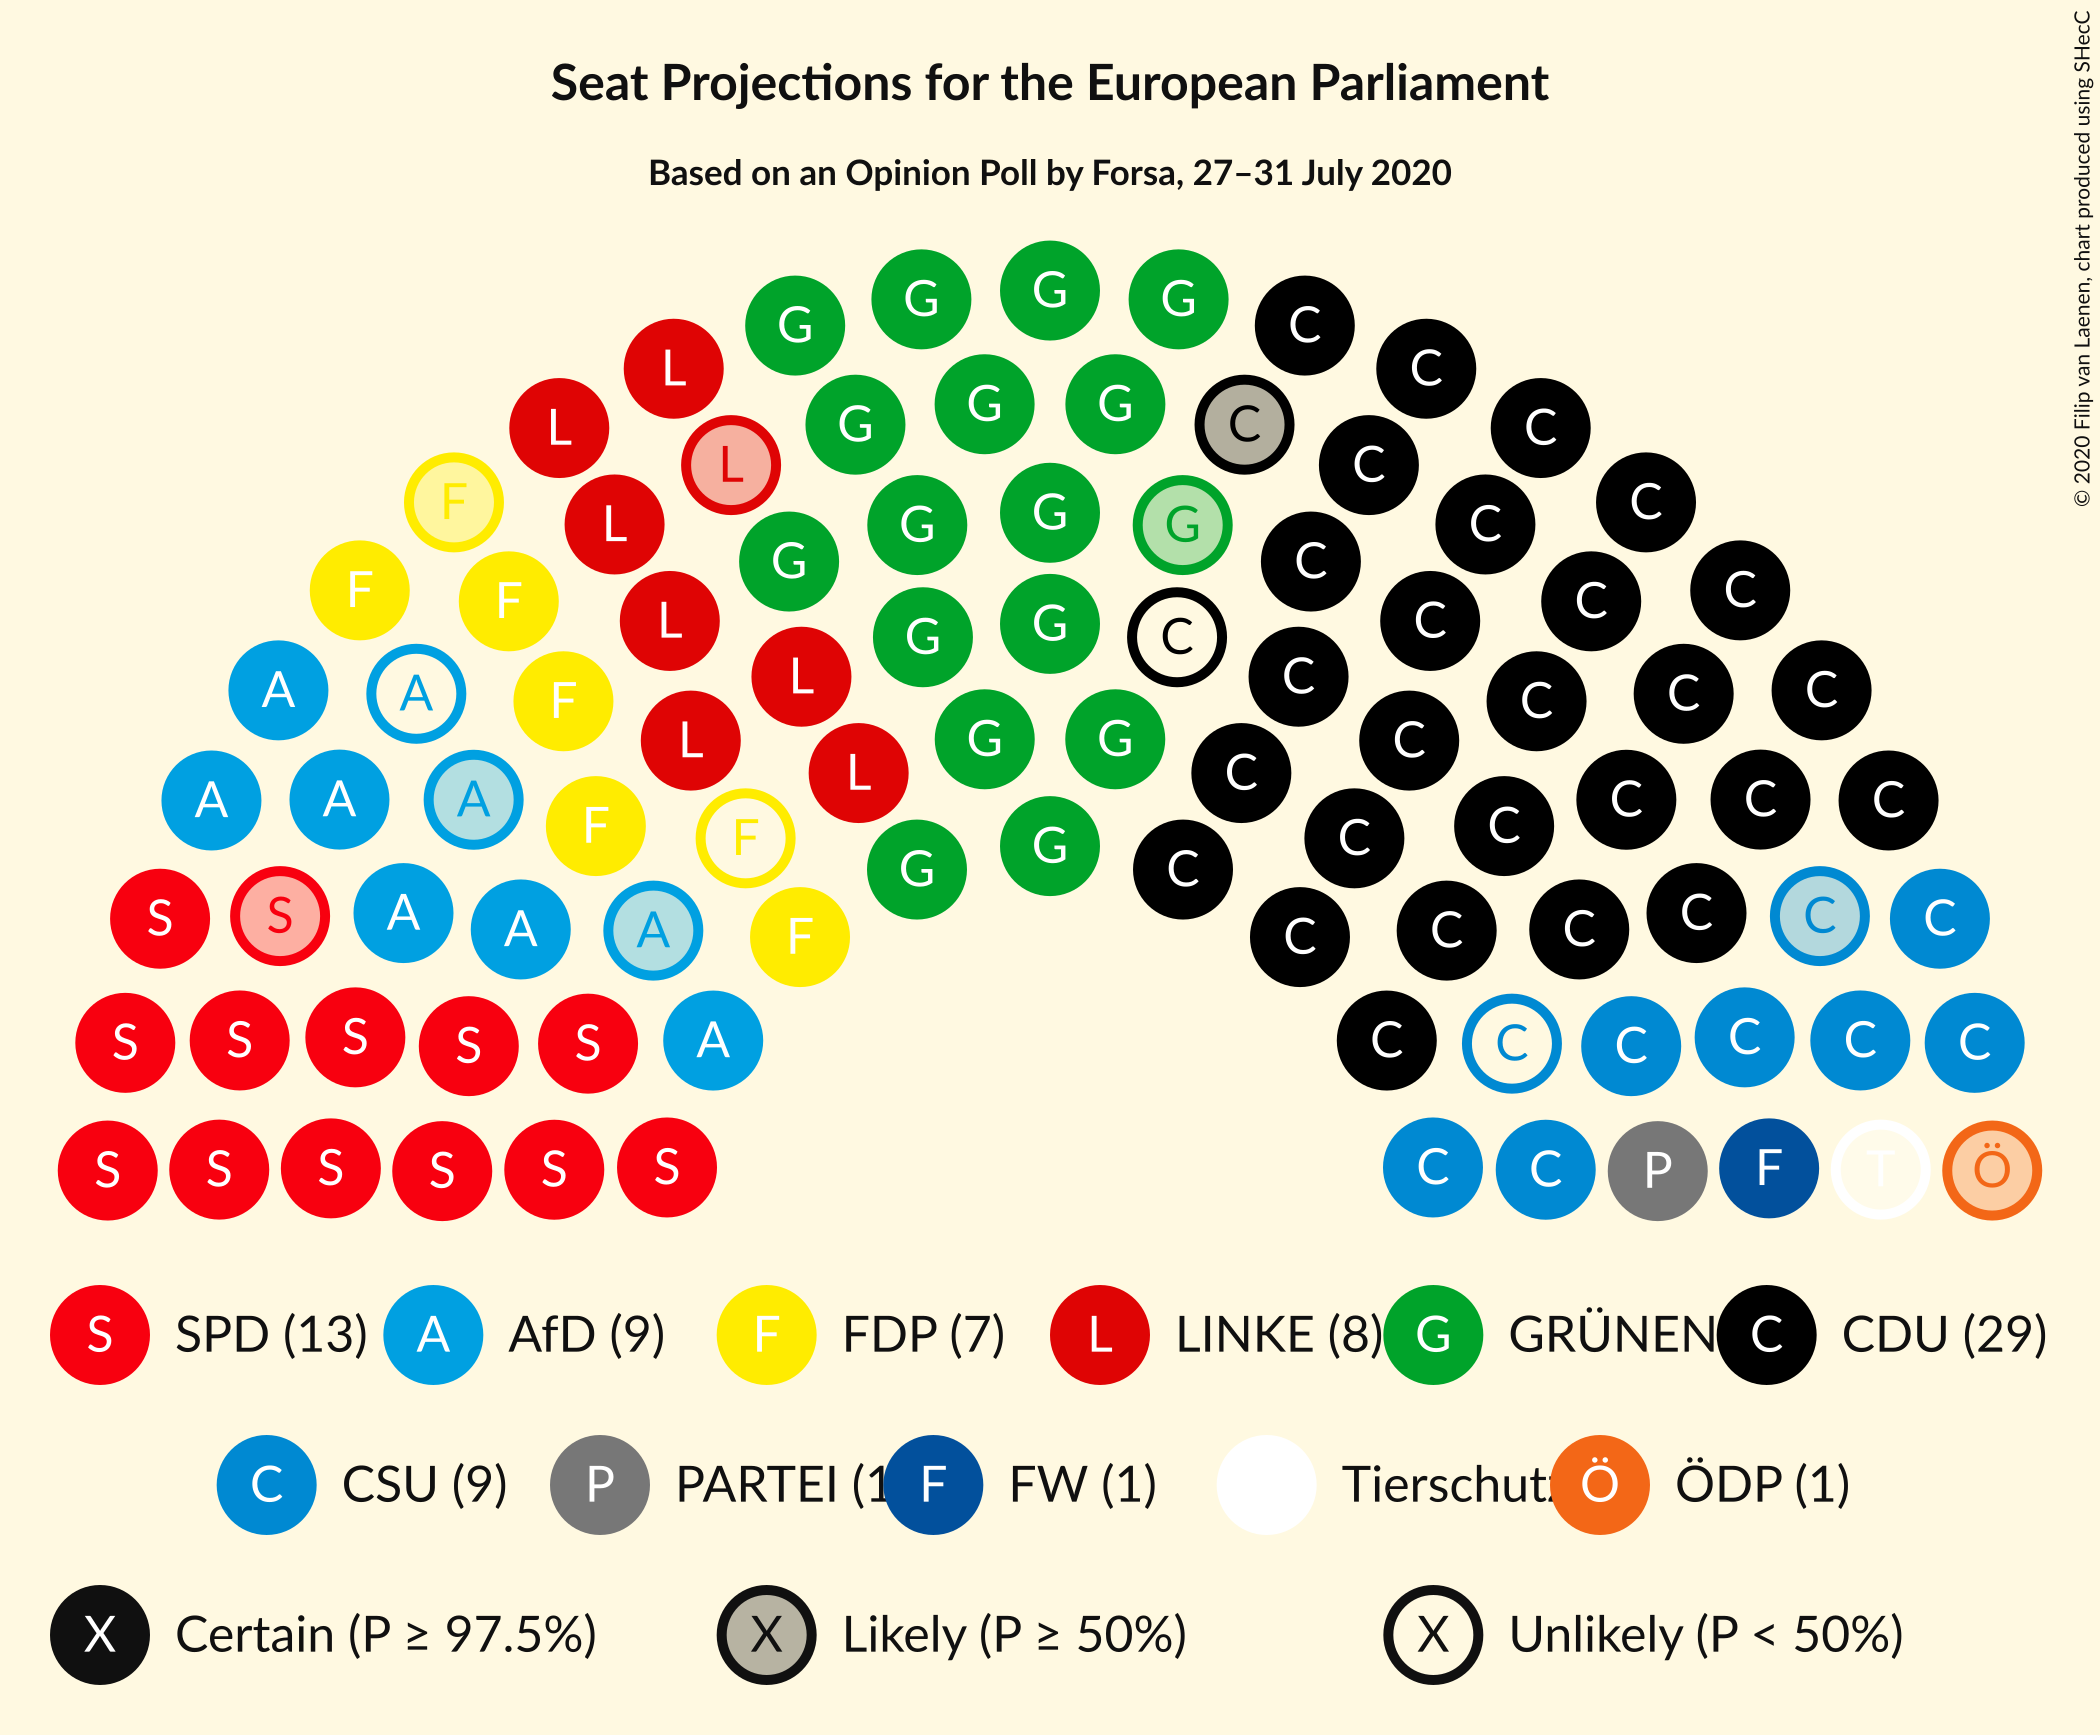 Seat Projections for the European Parliament
Based on an Opinion Poll by Forsa, 27–31 July 2020
© 2020 Filip van Laenen, chart produced using SHecC
G G G G C
L G G G C C
L L G G G C C C
F L G G C C C
F F L G G C C C C
A A F L L C C C C C
A A A F F L G G C C C C C C
S S A A A F G G C C C C C C C
S S S S S A C C C C C C
S S S S S S C C P F T Ö
S SPD (13) A AfD (9) F FDP (7) L LINKE (8) G GRÜNEN C CDU (29)
C CSU (9) P PARTEI (1 F FW (1) Tierschutz Ö ÖDP (1)
X Certain (P ≥ 97.5%) X Likely (P ≥ 50%) X Unlikely (P < 50%)